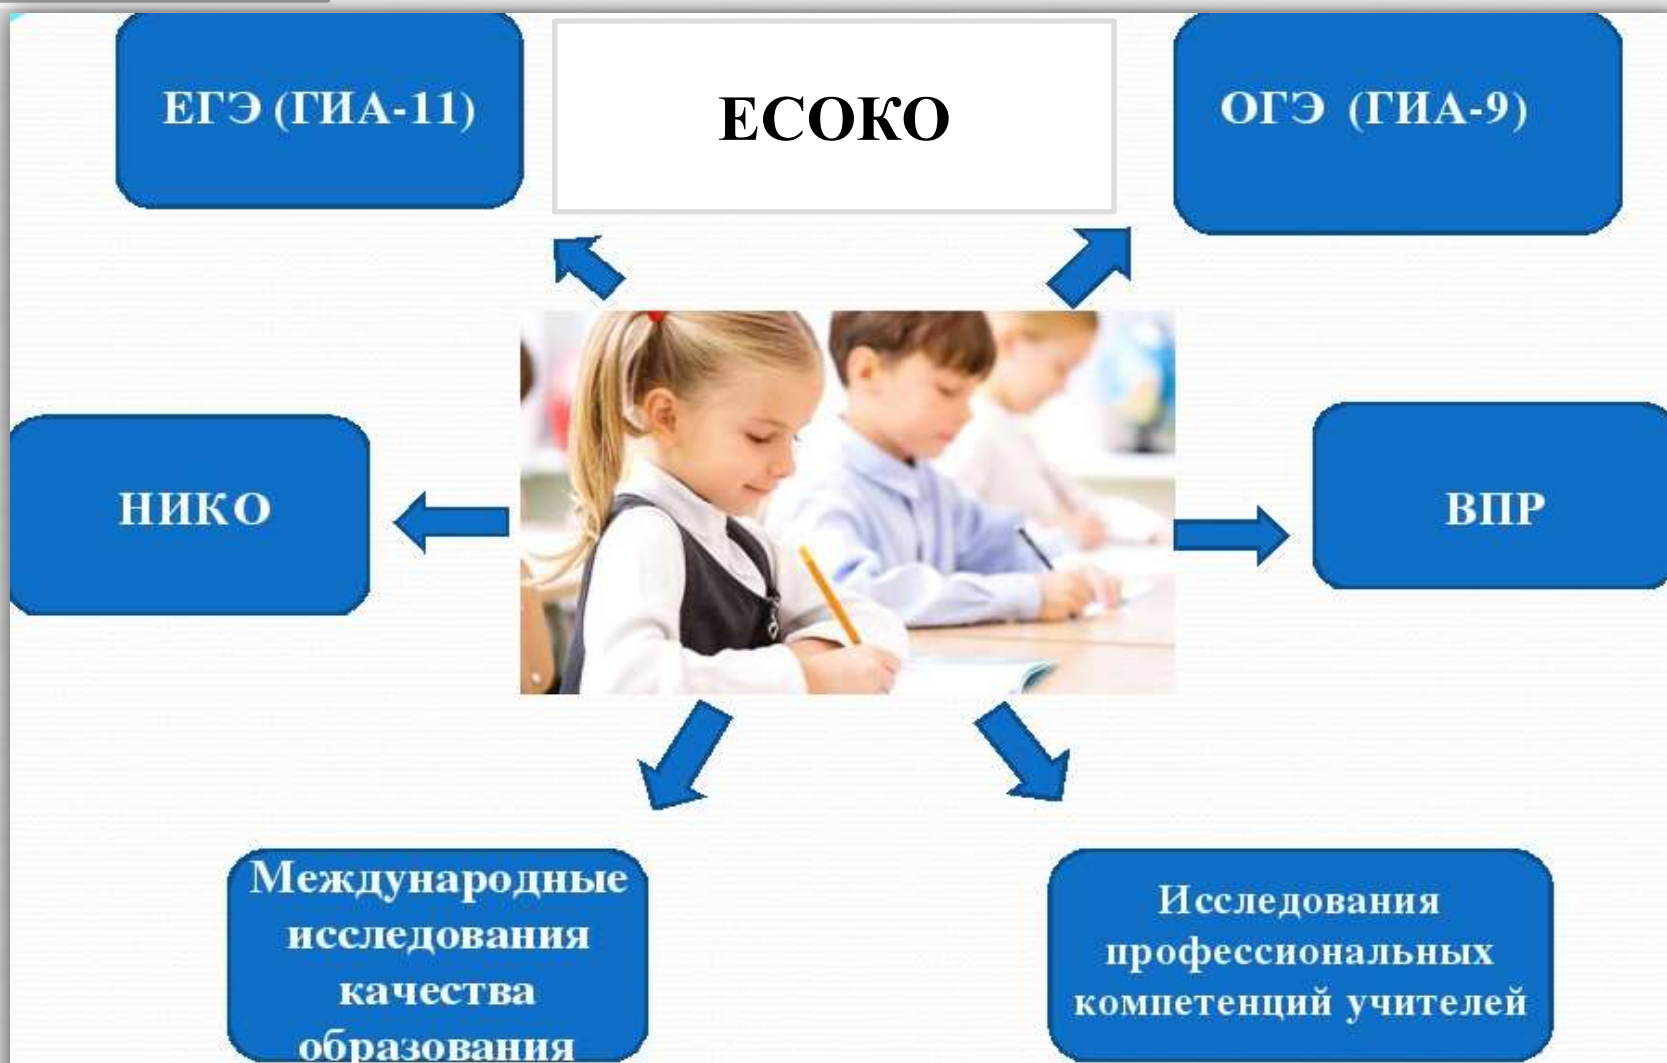 ЕГЭ (ГИА-11)
ЕСОКО
ОГЭ (ГИА-9)
НИКО
ВПР
Международные
исследования
качества
образования
Исследования
профессиональных
компетенций учителей